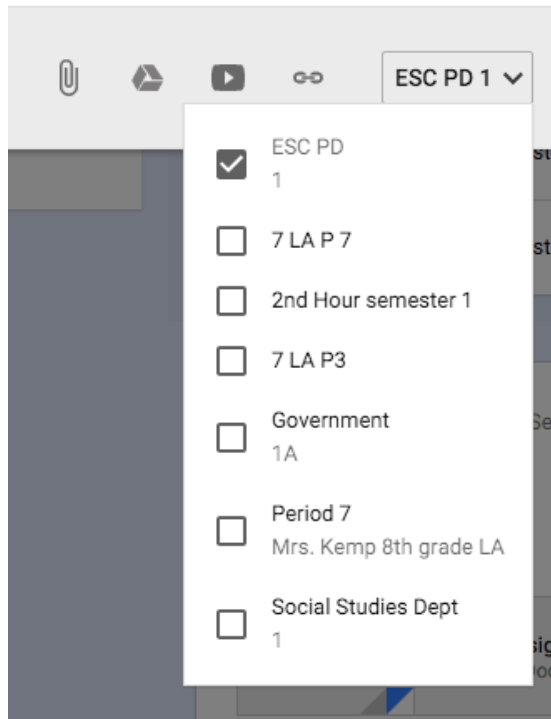 ESC PD 1
ESC PD
1
7 LA P 7
2nd Hour semester 1
7 LA P3
Government
1A
Period 7
Mrs. Kemp 8th grade LA
Social Studies Dept
1